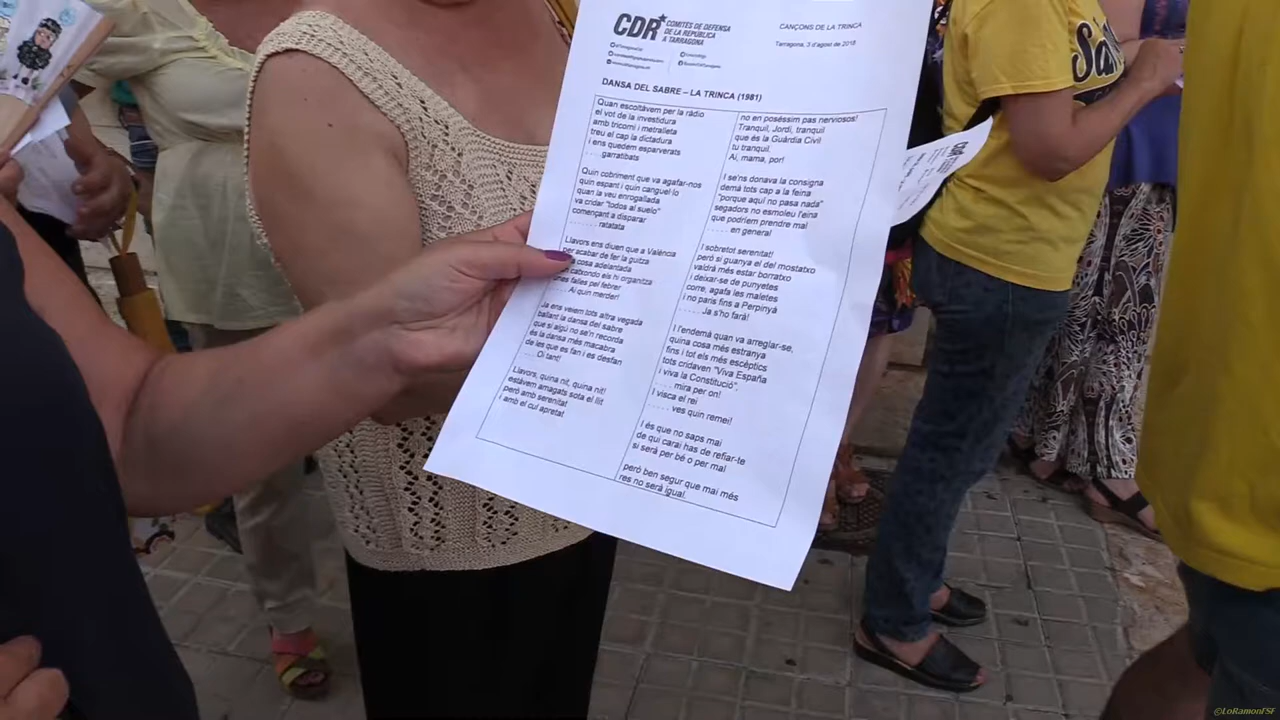 CDR COMITÈS DE DEFENSA
DE LA REPÚBLICA
A TARRAGONA
CANÇONS DE LA TRINCA
Tarragona, 3 d'agost de 2018
DANSA DEL SABRE – LA TRINCA (1981)
Quan escoltàvem per la ràdio
el vot de la investidura
amb tricorni i metralleta
treu el cap la dictadura
i ens quedem esparverats
. . . . garratibats
Quin cobriment que va agafar-nos
quin espant i quin canguel·lo
quan la veu enrogallada
va cridar "todos al suelo"
començant a disparar
. . . . . . . ratatata
Llavors ens diuen que a València
per acabar de fer la guitza
cosa adelantada
catxondo els hi organitza
falles pel febrer
. . . . Ai quin merder!
Ja ens veiem tots altra vegada
ballant la dansa del sabre
que si algú no se'n recorda
és la dansa més macabra
de les que es fan i es desfan
. . . . Oi tant!
Llavors, quina nit, quina nit!
estàvem amagats sota el llit
però amb serenitat
i amb el cul apretat
no en poséssim pas nerviosos!
Tranquil, Jordi, tranquil
que és la Guàrdia Civil
tu tranquil.
Ai, mama, por!
I se'ns donava la consigna
demà tots cap a la feina
"porque aquí no pasa nada"
segadors no esmoleu l'eina
que podríem prendre mal
. . . . . en general
I sobretot serenitat!
però si guanya el del mostatxo
valdrà més estar borratxo
i deixar-se de punyetes
corre, agafa les maletes
i no paris fins a Perpinyà
. . . . . . Ja s'ho farà!
I l'endemà quan va arreglar-se,
quina cosa més estranya
fins i tot els més escèptics
tots cridaven "Viva España
i viva la Constitució",
. . . . . mira per on!
I visca el rei
. . . . . ves quin remei!
I és que no saps mai
de qui carai has de refiar-te
si serà per bé o per mal
però ben segur que mai més
res no serà igual.
CDR
©LoRamonFSF